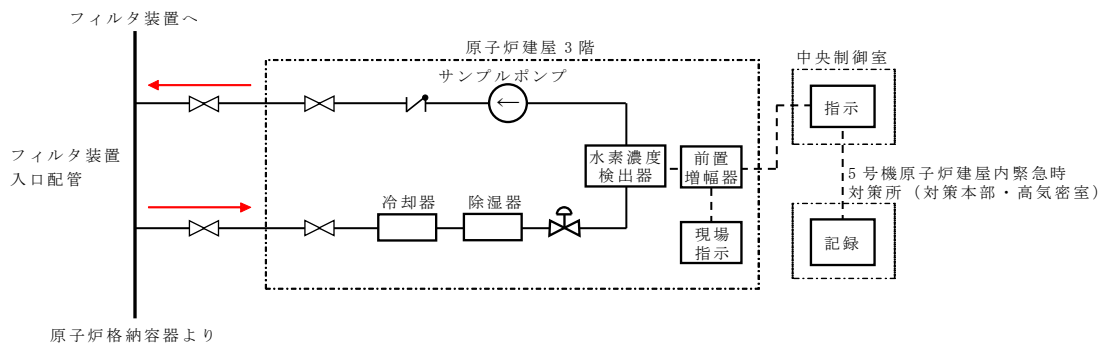 フィルタ装置へ
原子炉建屋 3 階
サンプルポンプ
中央制御室
指示
フィルタ装置
入口配管
水素濃度
検出器
前置
増幅器
5 号機原子炉建屋内緊急時
対策所（対策本部・高気密室）
冷却器
除湿器
現場
指示
記録
原子炉格納容器より